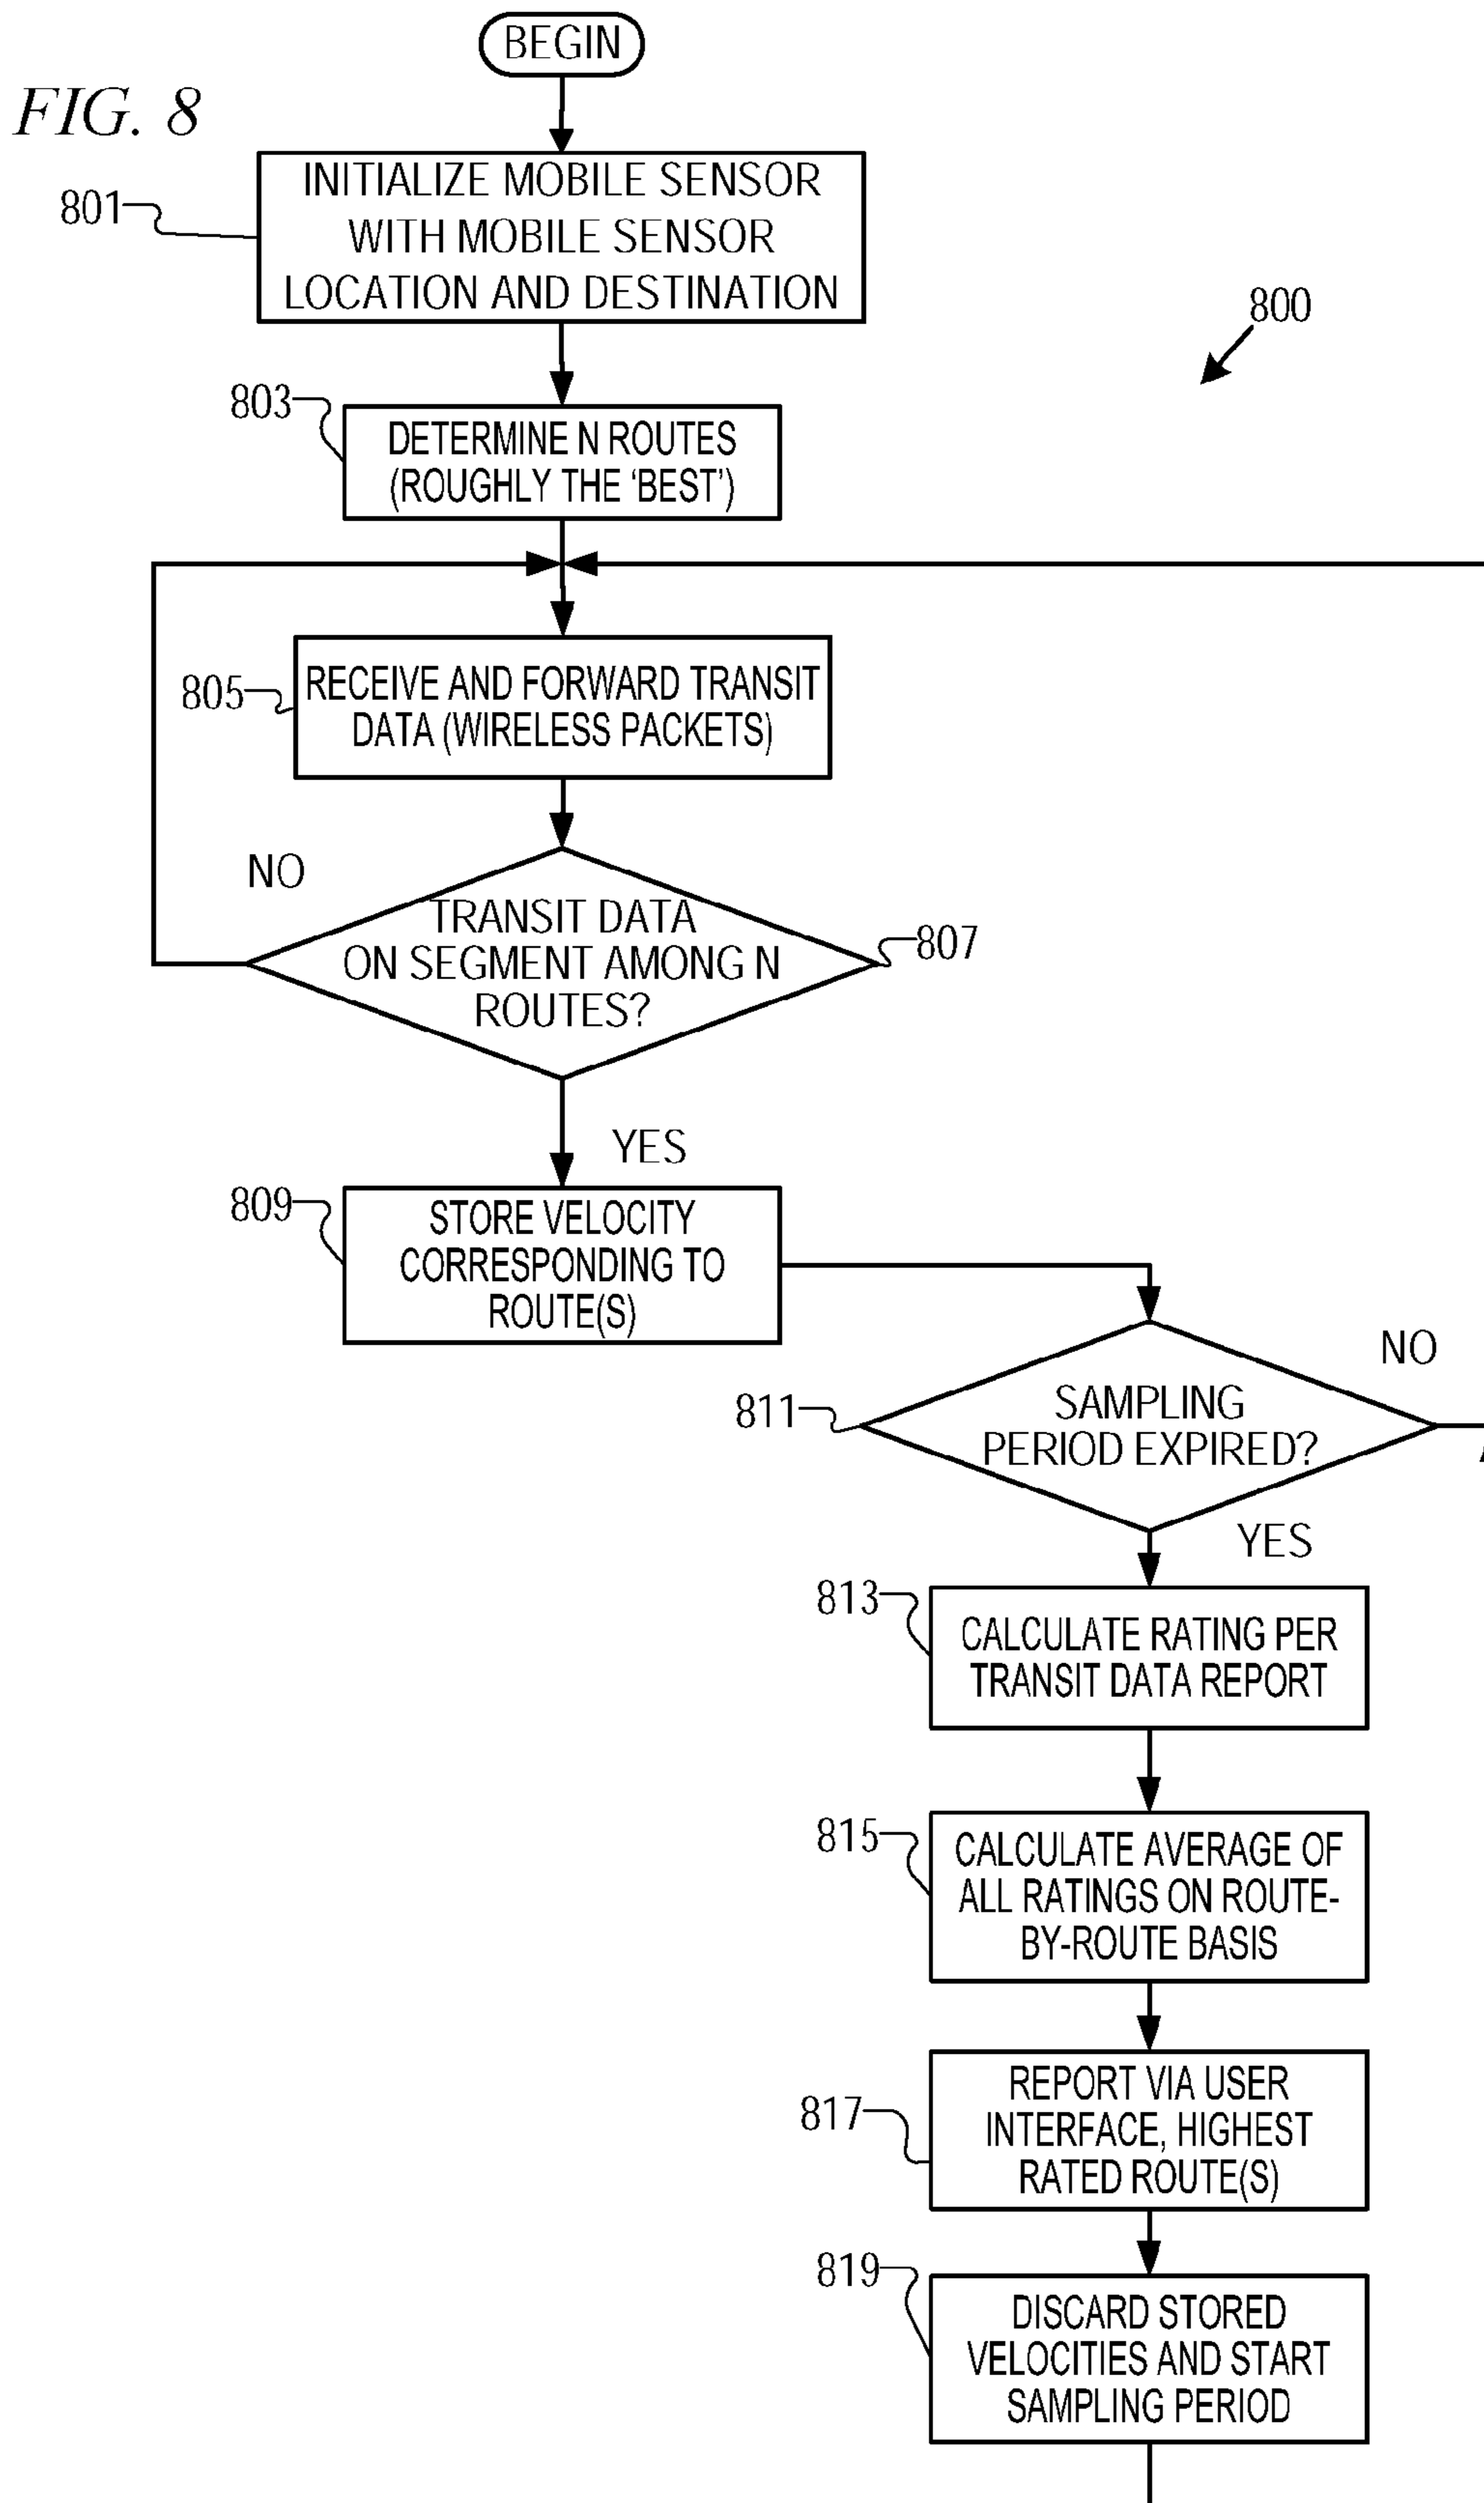 BEGIN
FIG. 8
801
INITIALIZE MOBILE SENSOR
WITH MOBILE SENSOR
LOCATION AND DESTINATION
800
803
DETERMINE N ROUTES
(ROUGHLY THE ‘BEST’)
805
RECEIVE AND FORWARD TRANSIT
DATA (WIRELESS PACKETS)
NO
TRANSIT DATA
ON SEGMENT AMONG N
ROUTES?
807
YES
809
STORE VELOCITY
CORRESPONDING TO
ROUTE(S)
NO
811
SAMPLING
PERIOD EXPIRED?
YES
813
CALCULATE RATING PER
TRANSIT DATA REPORT
815
CALCULATE AVERAGE OF
ALL RATINGS ON ROUTE-
BY-ROUTE BASIS
817
REPORT VIA USER
INTERFACE, HIGHEST
RATED ROUTE(S)
819
DISCARD STORED
VELOCITIES AND START
SAMPLING PERIOD